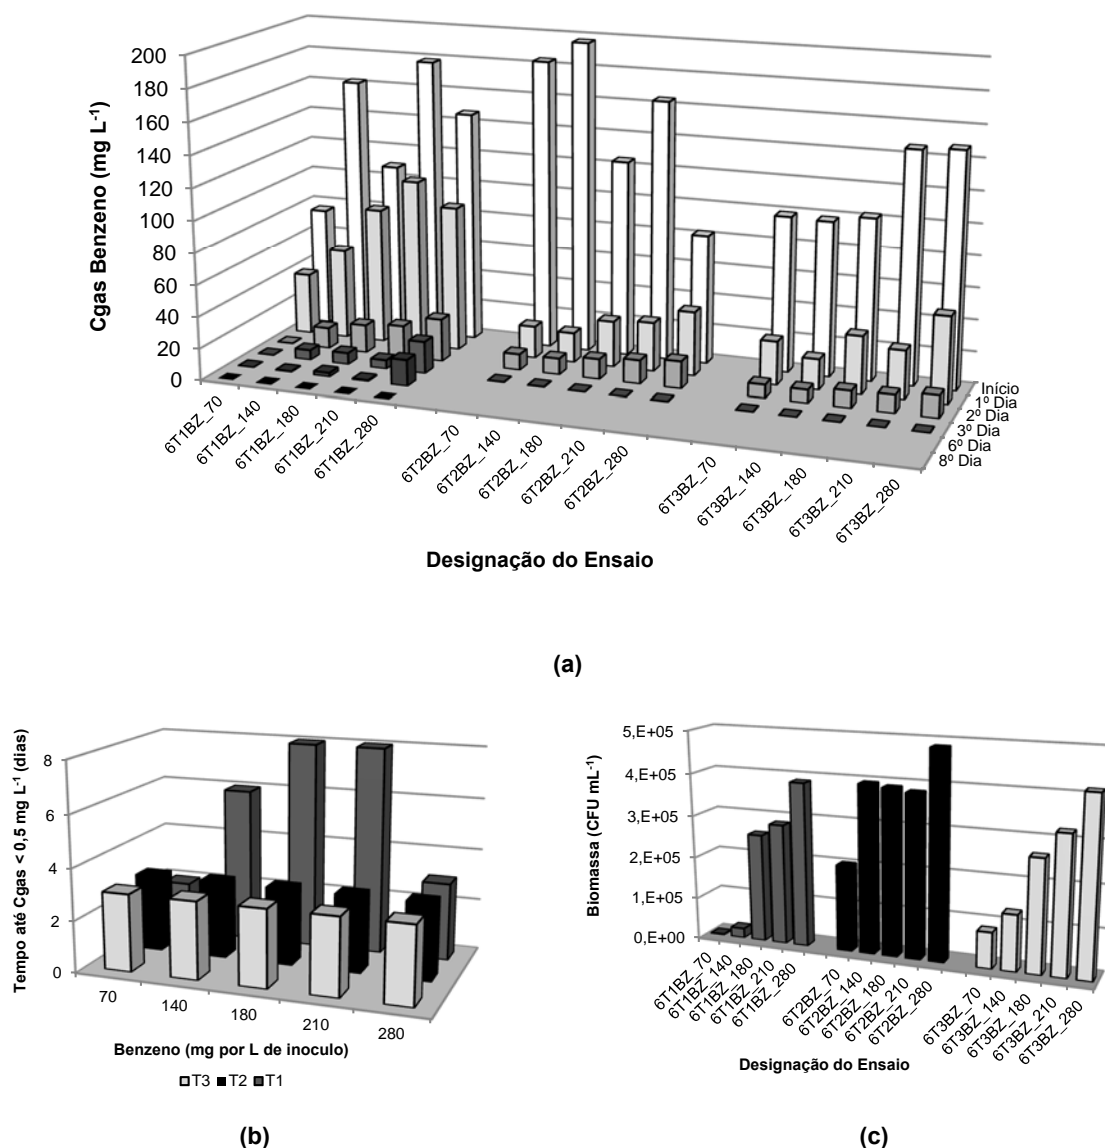 (a)
200
180
160
140
120
100
80
60
40
20
0
Cgas Benzeno (mg L-1)
Início
1º Dia
2º Dia
3º Dia
6º Dia
8º Dia
6T1BZ_70
6T1BZ_140
6T1BZ_180
6T1BZ_210
6T1BZ_280
6T2BZ_70
6T2BZ_140
6T2BZ_180
6T2BZ_210
6T2BZ_280
6T3BZ_70
6T3BZ_140
6T3BZ_180
6T3BZ_210
6T3BZ_280
Designação do Ensaio
(a)
Tempo até Cgas < 0,5 mg L-1 (dias)
8
6
4
2
0
70
140
180
210
280
Benzeno (mg por L de inoculo)
T3 T2 T1
(b)
Biomassa (CFU mL-1)
5,E+05
4,E+05
3,E+05
2,E+05
1,E+05
0,E+00
6T1BZ_70
6T1BZ_140
6T1BZ_180
6T1BZ_210
6T1BZ_280
6T2BZ_70
6T2BZ_140
6T2BZ_180
6T2BZ_210
6T2BZ_280
6T3BZ_70
6T3BZ_140
6T3BZ_180
6T3BZ_210
6T3BZ_280
Designação do Ensaio
(c)